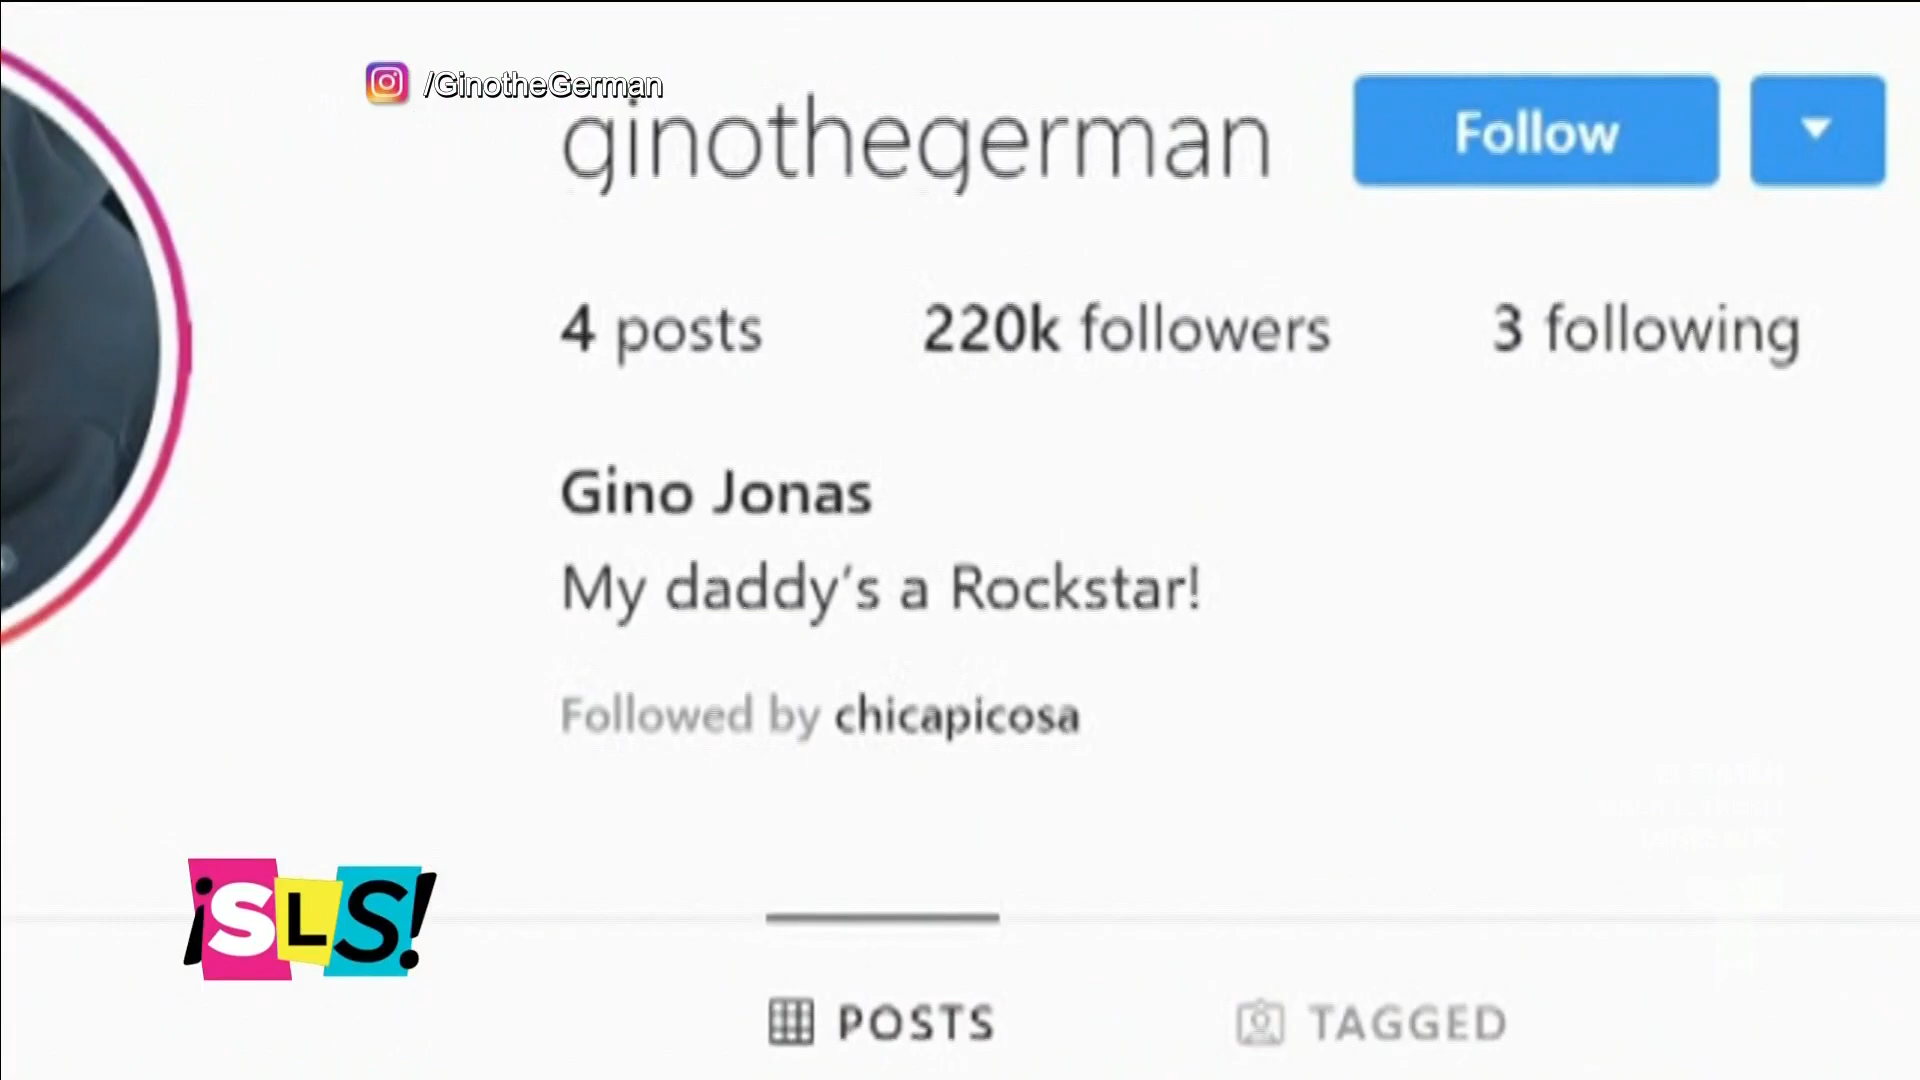 /GinotheGerman
ginothegerman Follow
4 posts 220k followers 3 following
Gino Jonas
My daddy's a Rockstar!
Followed by chicapicosa
¡SLS!
POSTS TAGGED